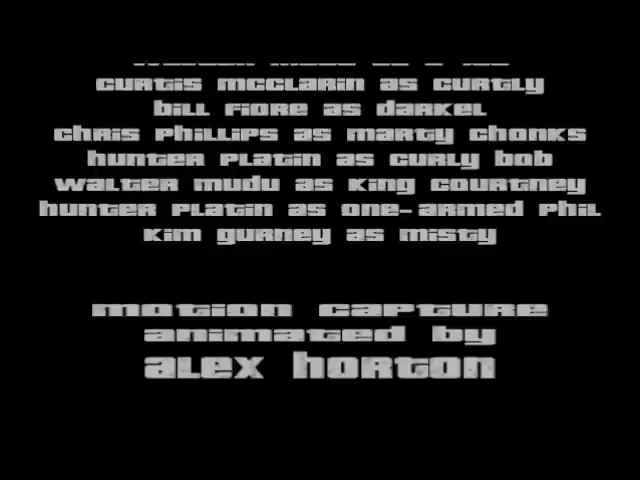 curtis mcclarin as curtly
bill fiore as darkel
chris phillips as marty chonks
hunter platin as curly bob
walter mudu as king courtney
hunter platin as one-armed phil
kim gurney as misty
motion capture
animated by
alex horton